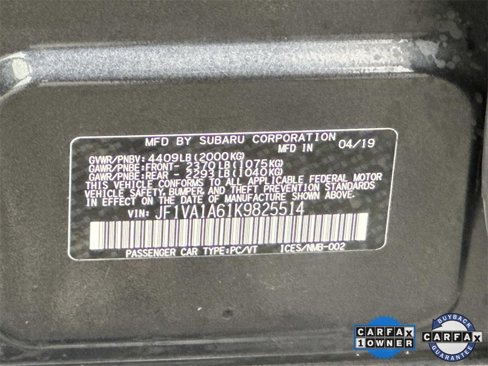 MFD BY SUBARU CORPORATION 04/19
GVWR/PNBV: 4409LB(2000KG)
GAWR/PNBE:FRONT- 2370LB(1075KG)
GAWR/PNBE:REAR - 2293LB(1040KG)
THIS VEHICLE CONFORMS TO ALL APPLICABLE FEDERAL MOTOR
VEHICLE SAFETY, BUMPER, AND THEFT PREVENTION STANDARDS
IN EFFECT ON THE DATE OF MANUFACTURE SHOWN ABOVE.
VIN: JF1VA1A61K9825514
PASSENGER CAR TYPE:PC/VT ICES/NMB-002
CARFAX
1 OWNER
BUYBACK
CARFAX
GUARANTEE